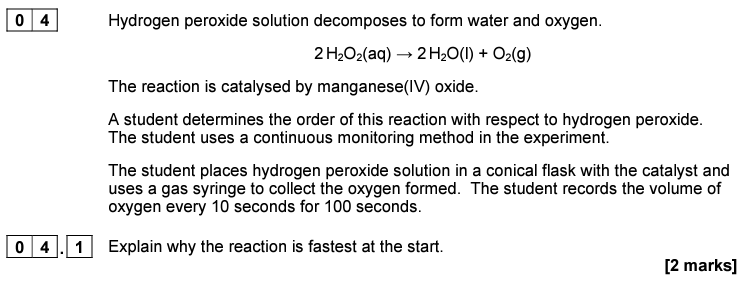 0 4 Hydrogen peroxide solution decomposes to form water and oxygen.
2 H₂O₂(aq) → 2 H₂O(l) + O₂(g)
The reaction is catalysed by manganese(IV) oxide.
A student determines the order of this reaction with respect to hydrogen peroxide.
The student uses a continuous monitoring method in the experiment.
The student places hydrogen peroxide solution in a conical flask with the catalyst and
uses a gas syringe to collect the oxygen formed. The student records the volume of
oxygen every 10 seconds for 100 seconds.
0 4 . 1 Explain why the reaction is fastest at the start.
[2 marks]